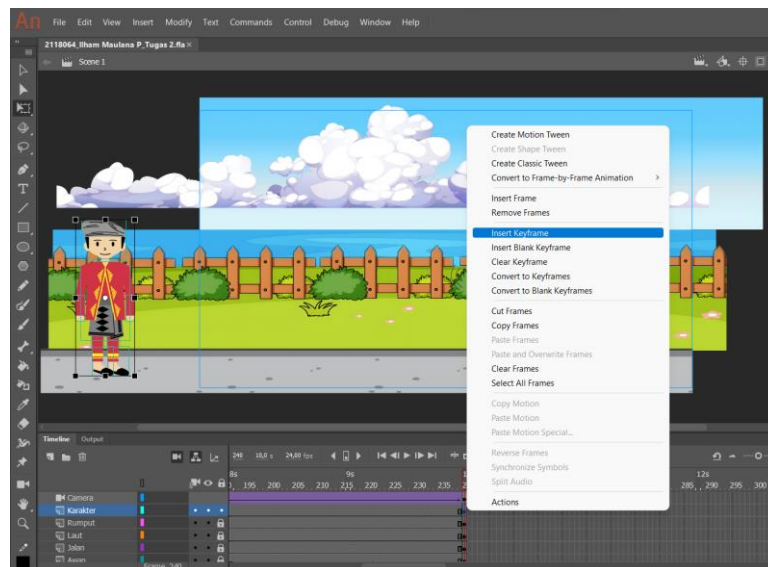 An File Edit View Insert Modify Text Commands Control Debug Window Help
2118064_Ilham Maulana P_Tugas 2.fla ×
Scene 1
Create Motion Tween
Create Shape Tween
Create Classic Tween
Convert to Frame-by-Frame Animation
Insert Frame
Remove Frames
Insert Keyframe
Insert Blank Keyframe
Clear Keyframe
Convert to Keyframes
Convert to Blank Keyframes
Cut Frames
Copy Frames
Paste Frames
Paste and Overwrite Frames
Clear Frames
Select All Frames
Copy Motion
Paste Motion
Paste Motion Special...
Reverse Frames
Synchronize Symbols
Split Audio
Actions
Timeline Output
240 10,0 s 24,00 fps
8s 9s 12s
195 200 205 210 215 220 225 230 235 285 290 295 300
Camera
Karakter
Rumput
Laut
Jalan
Awan
Frame 240